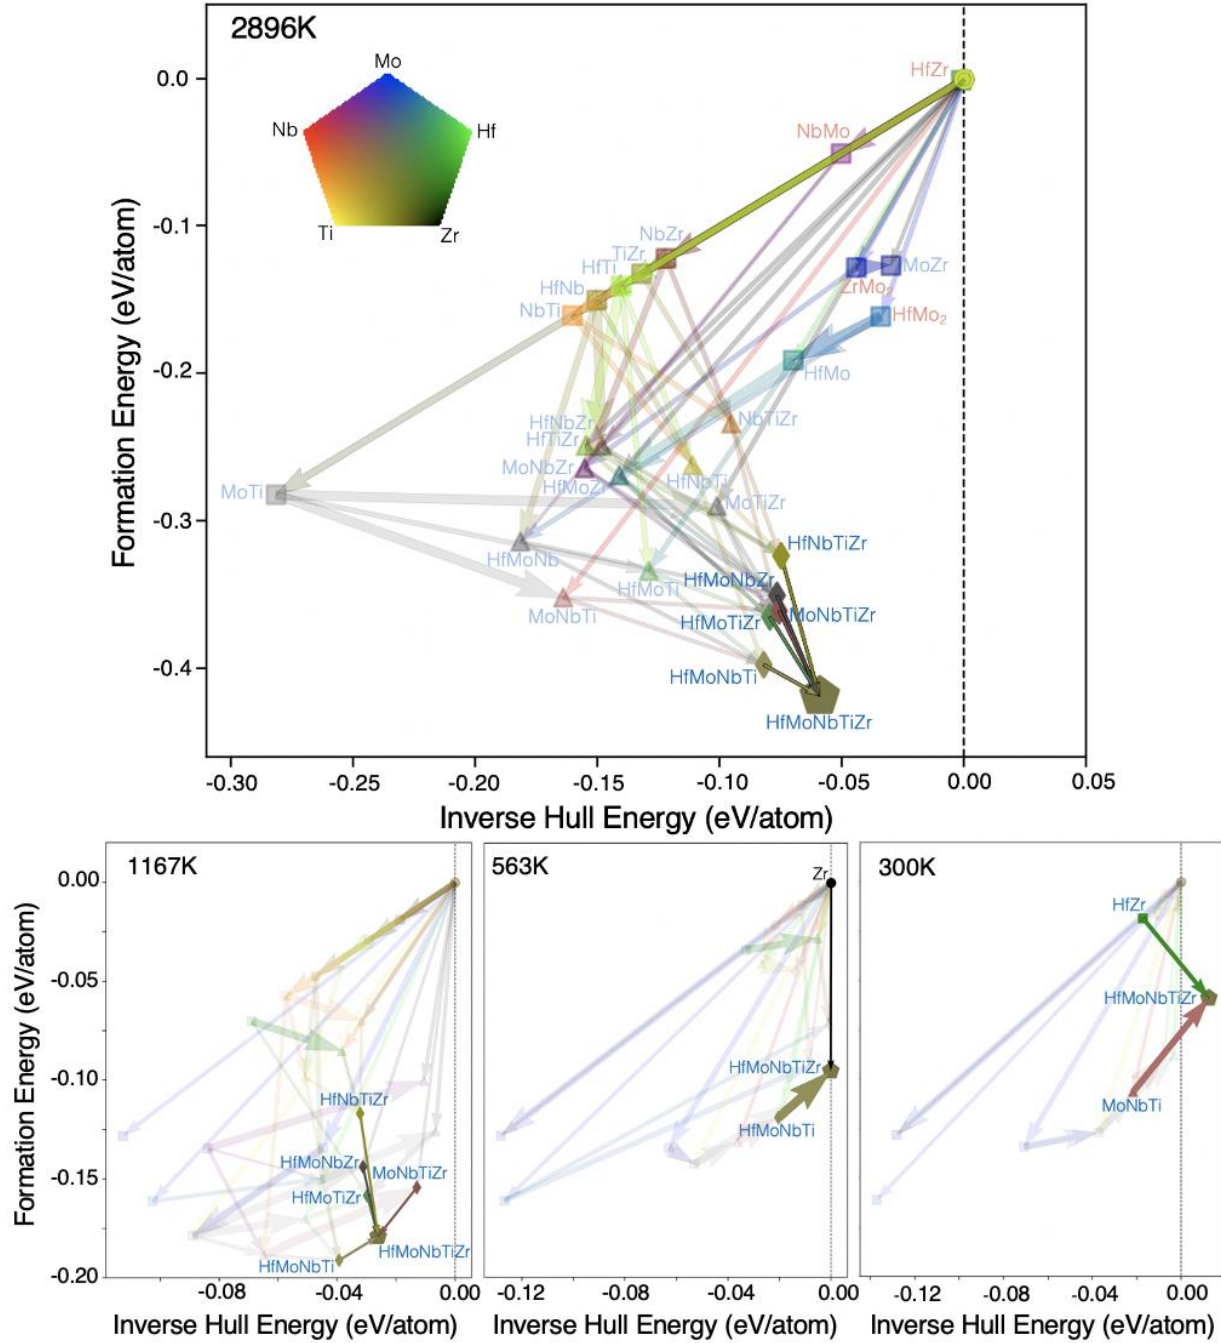 2896K
Mo
Nb
Hf
Ti
Zr
0.0
-0.1
-0.2
-0.3
-0.4
Formation Energy (eV/atom)
HfZr
NbMo
NbZr
TiZr
HfTi
HfNb
NbTi
MoZr
ZrMo₂
HfMo₂
HfMo
NbTiZr
HfNbZr
HfTiZr
MoNbZr
HfMoZr
HfNbTi
MoTiZr
MoTi
HfMoNb
HfMoTi
MoNbTi
HfNbTiZr
HfMoNbZr
MoNbTiZr
HfMoTiZr
HfMoNbTi
HfMoNbTiZr
-0.30
-0.25
-0.20
-0.15
-0.10
-0.05
0.00
0.05
Inverse Hull Energy (eV/atom)
1167K
0.00
-0.05
-0.10
-0.15
-0.20
Formation Energy (eV/atom)
HfNbTiZr
HfMoNbZr
MoNbTiZr
HfMoTiZr
HfMoNbTiZr
HfMoNbTi
-0.08
-0.04
-0.00
Inverse Hull Energy (eV/atom)
563K
Zr
HfMoNbTiZr
HfMoNbTi
-0.12
-0.08
-0.04
-0.00
Inverse Hull Energy (eV/atom)
300K
HfZr
HfMoNbTiZr
MoNbTi
-0.12
-0.08
-0.04
-0.00
Inverse Hull Energy (eV/atom)